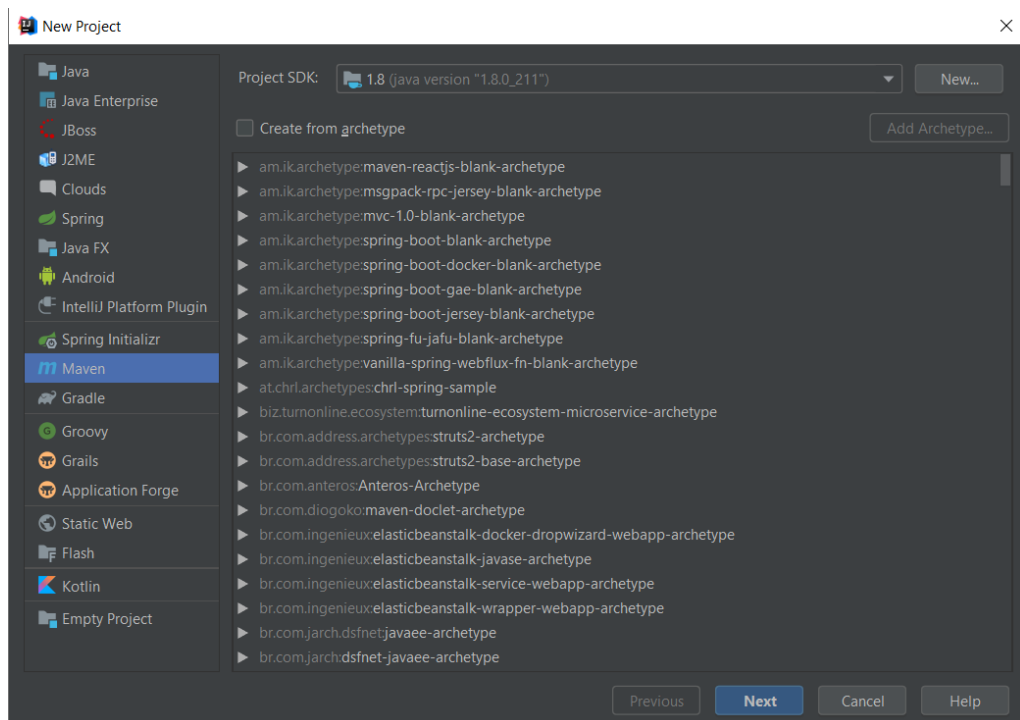 New Project
Java
Java Enterprise
JBoss
J2ME
Clouds
Spring
Java FX
Android
IntelliJ Platform Plugin
Spring Initializr
Maven
Gradle
Groovy
Grails
Application Forge
Static Web
Flash
Kotlin
Empty Project
Project SDK: 1.8 (java version "1.8.0_211") New...
Create from archetype Add Archetype...
am.ik.archetype:maven-reactjs-blank-archetype
am.ik.archetype:msgpack-rpc-jersey-blank-archetype
am.ik.archetype:mvc-1.0-blank-archetype
am.ik.archetype:spring-boot-blank-archetype
am.ik.archetype:spring-boot-docker-blank-archetype
am.ik.archetype:spring-boot-gae-blank-archetype
am.ik.archetype:spring-boot-jersey-blank-archetype
am.ik.archetype:spring-fu-jafu-blank-archetype
am.ik.archetype:vanilla-spring-webflux-fn-blank-archetype
at.chrl.archetypes:chrl-spring-sample
biz.turnonline.ecosystem:turnonline-ecosystem-microservice-archetype
br.com.address.archetypes:struts2-archetype
br.com.address.archetypes:struts2-base-archetype
br.com.anteros:Anteros-Archetype
br.com.diogoko:maven-doclet-archetype
br.com.ingenieux:elasticbeanstalk-docker-dropwizard-webapp-archetype
br.com.ingenieux:elasticbeanstalk-javase-archetype
br.com.ingenieux:elasticbeanstalk-service-webapp-archetype
br.com.ingenieux:elasticbeanstalk-wrapper-webapp-archetype
br.com.jarch.dsfnet:javaee-archetype
br.com.jarch:dsfnet-javaee-archetype
Previous Next Cancel Help